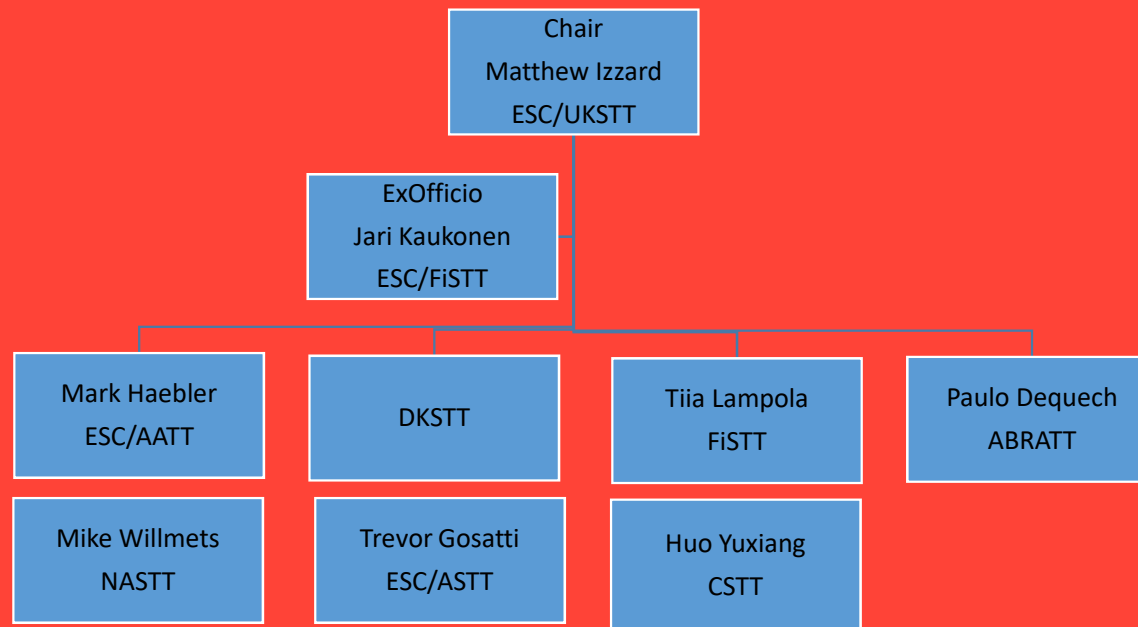 Chair
Matthew Izzard
ESC/UKSTT
ExOfficio
Jari Kaukonen
ESC/FiSTT
Mark Haebler
ESC/AATT
DKSTT
Tiia Lampola
FiSTT
Paulo Dequech
ABRATT
Mike Willmets
NASTT
Trevor Gosatti
ESC/ASTT
Huo Yuxiang
CSTT